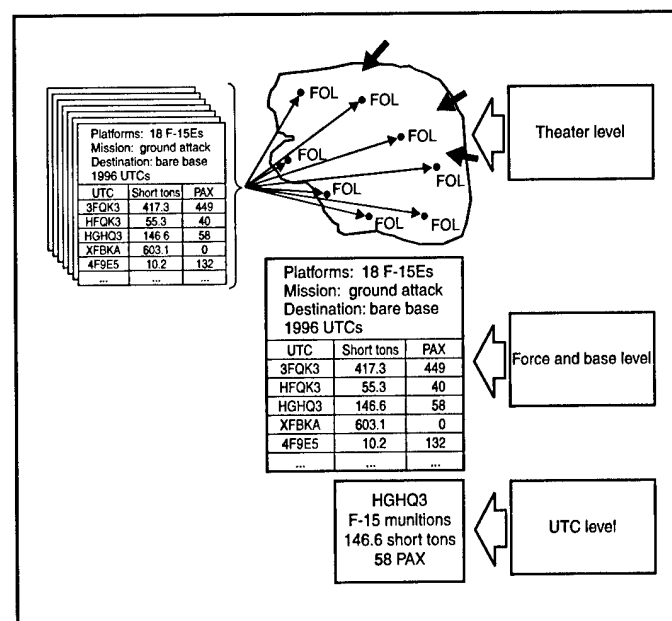 Platforms: 18 F-15Es
Mission: ground attack
Destination: bare base
1996 UTCs
UTC Short tons PAX
3FQK3 417.3 449
HFQK3 55.3 40
HGHQ3 146.6 58
XFBKA 603.1 0
4F9E5 10.2 132
... ... ...
FOL
FOL
FOL
FOL
FOL
FOL
FOL
FOL
Theater level
Platforms: 18 F-15Es
Mission: ground attack
Destination: bare base
1996 UTCs
UTC Short tons PAX
3FQK3 417.3 449
HFQK3 55.3 40
HGHQ3 146.6 58
XFBKA 603.1 0
4F9E5 10.2 132
... ... ...
Force and base level
HGHQ3
F-15 munitions
146.6 short tons
58 PAX
UTC level